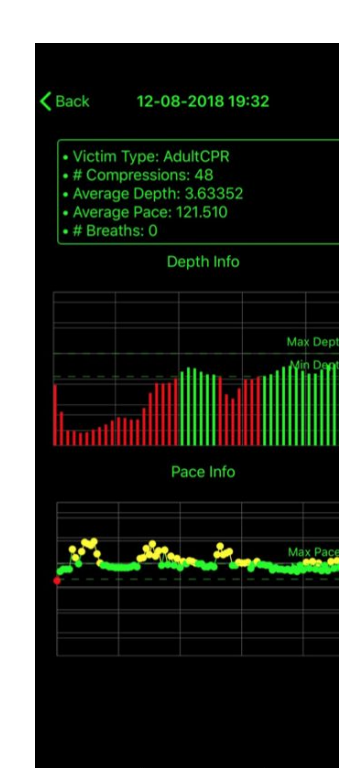 Back
12-08-2018 19:32
• Victim Type: AdultCPR
• # Compressions: 48
• Average Depth: 3.63352
• Average Pace: 121.510
• # Breaths: 0
Depth Info
Max Dept
Min Dept
Pace Info
Max Pace